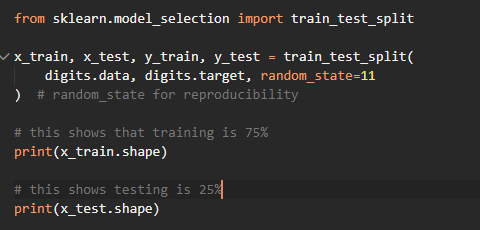 from sklearn.model_selection import train_test_split
x_train, x_test, y_train, y_test = train_test_split(
    digits.data, digits.target, random_state=11
)  # random_state for reproducibility
# this shows that training is 75%
print(x_train.shape)
# this shows testing is 25%
print(x_test.shape)